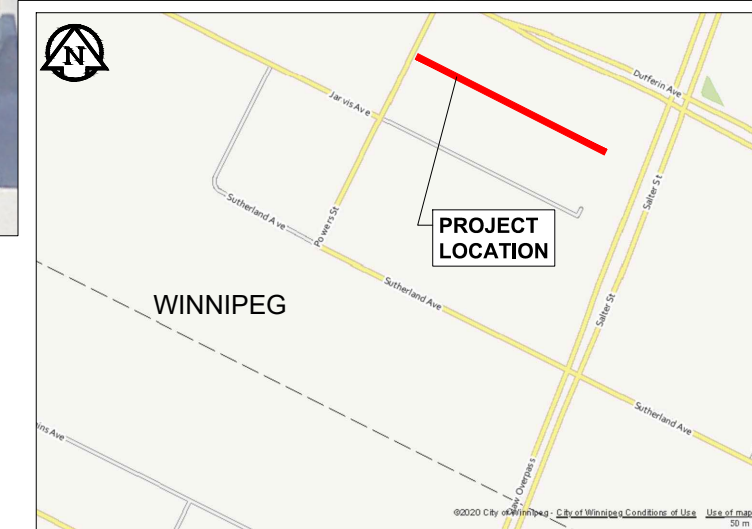 N
Dufferin Ave
Jarvis Ave
Salter St
Sutherland Ave
Powers St
PROJECT
LOCATION
Sutherland Ave
WINNIPEG
Salter St
Sutherland Ave
ins Ave
aw Overpass
©2020 City of Winnipeg - City of Winnipeg Conditions of Use Use of map
50 m